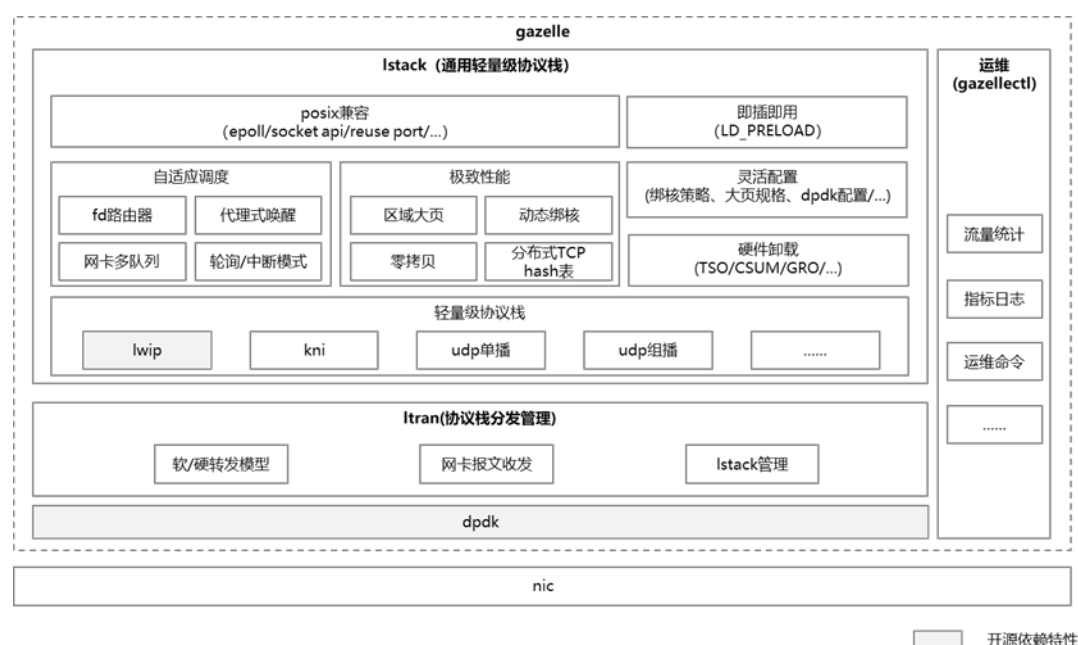 gazelle
lstack（通用轻量级协议栈）
运维
(gazellectl)
posix兼容
（epoll/socket api/reuse port/...）
即插即用
（LD_PRELOAD）
自适应调度
极致性能
灵活配置
(绑核策略、大页规格、dpdk配置/...）
fd路由器
代理式唤醒
区域大页
动态绑核
流量统计
网卡多队列
轮询/中断模式
零拷贝
分布式TCP
hash表
硬件卸载
(TSO/CSUM/GRO/...）
指标日志
轻量级协议栈
lwip
kni
udp单播
udp组播
......
运维命令
ltran(协议栈分发管理)
......
软/硬转发模型
网卡报文收发
lstack管理
dpdk
nic
开源依赖特性